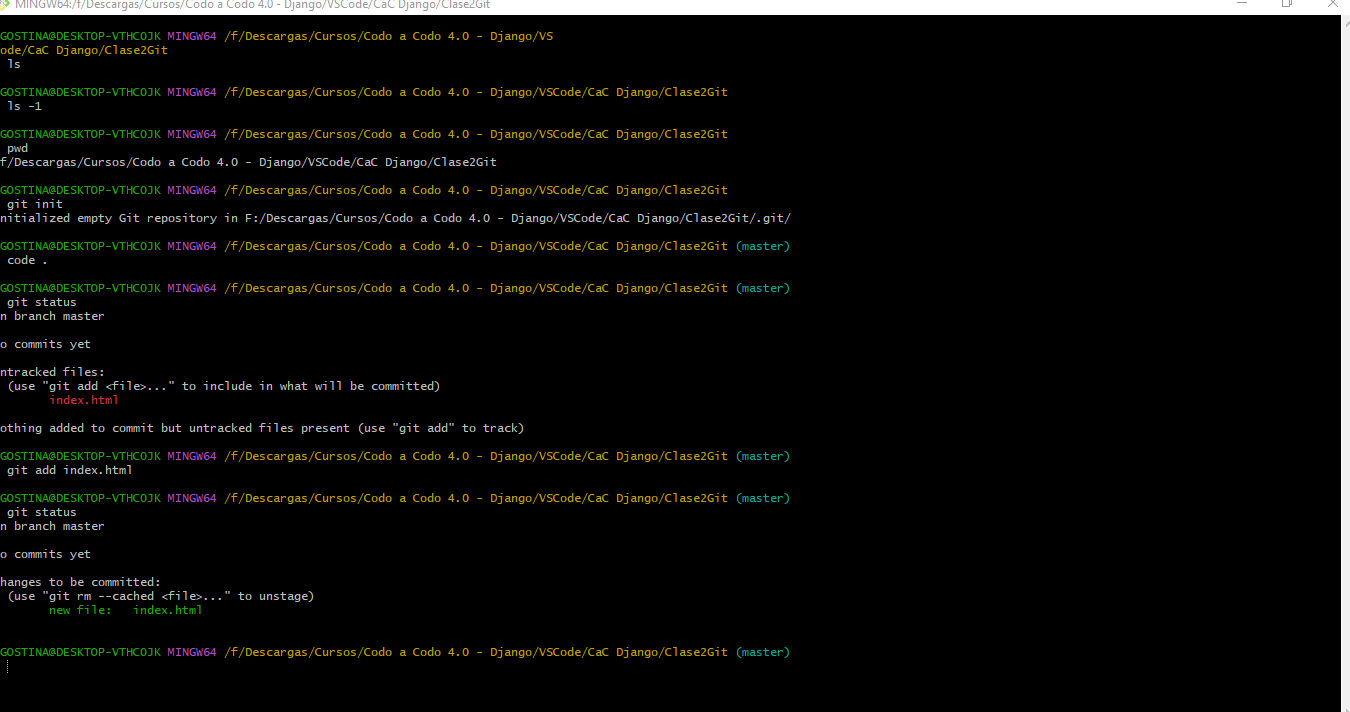 MINGW64:/f/Descargas/Cursos/Codo a Codo 4.0 - Django/VSCode/CaC Django/Clase2Git
GOSTINA@DESKTOP-VTHCOJK MINGW64 /f/Descargas/Cursos/Codo a Codo 4.0 - Django/VS
ode/CaC Django/Clase2Git
ls
GOSTINA@DESKTOP-VTHCOJK MINGW64 /f/Descargas/Cursos/Codo a Codo 4.0 - Django/VSCode/CaC Django/Clase2Git
ls -1
GOSTINA@DESKTOP-VTHCOJK MINGW64 /f/Descargas/Cursos/Codo a Codo 4.0 - Django/VSCode/CaC Django/Clase2Git
pwd
f/Descargas/Cursos/Codo a Codo 4.0 - Django/VSCode/CaC Django/Clase2Git
GOSTINA@DESKTOP-VTHCOJK MINGW64 /f/Descargas/Cursos/Codo a Codo 4.0 - Django/VSCode/CaC Django/Clase2Git
git init
nitialized empty Git repository in F:/Descargas/Cursos/Codo a Codo 4.0 - Django/VSCode/CaC Django/Clase2Git/.git/
GOSTINA@DESKTOP-VTHCOJK MINGW64 /f/Descargas/Cursos/Codo a Codo 4.0 - Django/VSCode/CaC Django/Clase2Git (master)
code .
GOSTINA@DESKTOP-VTHCOJK MINGW64 /f/Descargas/Cursos/Codo a Codo 4.0 - Django/VSCode/CaC Django/Clase2Git (master)
git status
n branch master
o commits yet
ntracked files:
(use "git add <file>..." to include in what will be committed)
index.html
othing added to commit but untracked files present (use "git add" to track)
GOSTINA@DESKTOP-VTHCOJK MINGW64 /f/Descargas/Cursos/Codo a Codo 4.0 - Django/VSCode/CaC Django/Clase2Git (master)
git add index.html
GOSTINA@DESKTOP-VTHCOJK MINGW64 /f/Descargas/Cursos/Codo a Codo 4.0 - Django/VSCode/CaC Django/Clase2Git (master)
git status
n branch master
o commits yet
hanges to be committed:
(use "git rm --cached <file>..." to unstage)
new file:   index.html
GOSTINA@DESKTOP-VTHCOJK MINGW64 /f/Descargas/Cursos/Codo a Codo 4.0 - Django/VSCode/CaC Django/Clase2Git (master)